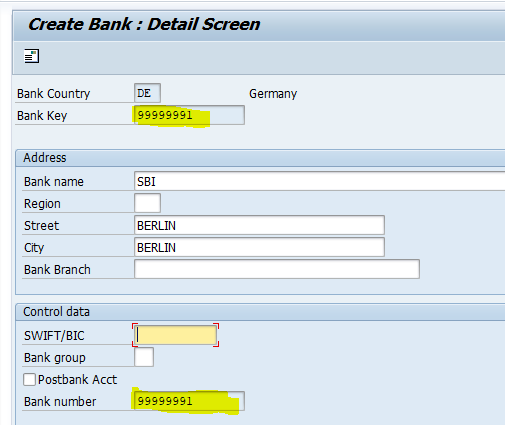 Create Bank : Detail Screen
Bank Country DE Germany
Bank Key 99999991
Address
Bank name SBI
Region
Street BERLIN
City BERLIN
Bank Branch
Control data
SWIFT/BIC
Bank group
Postbank Acct
Bank number 99999991